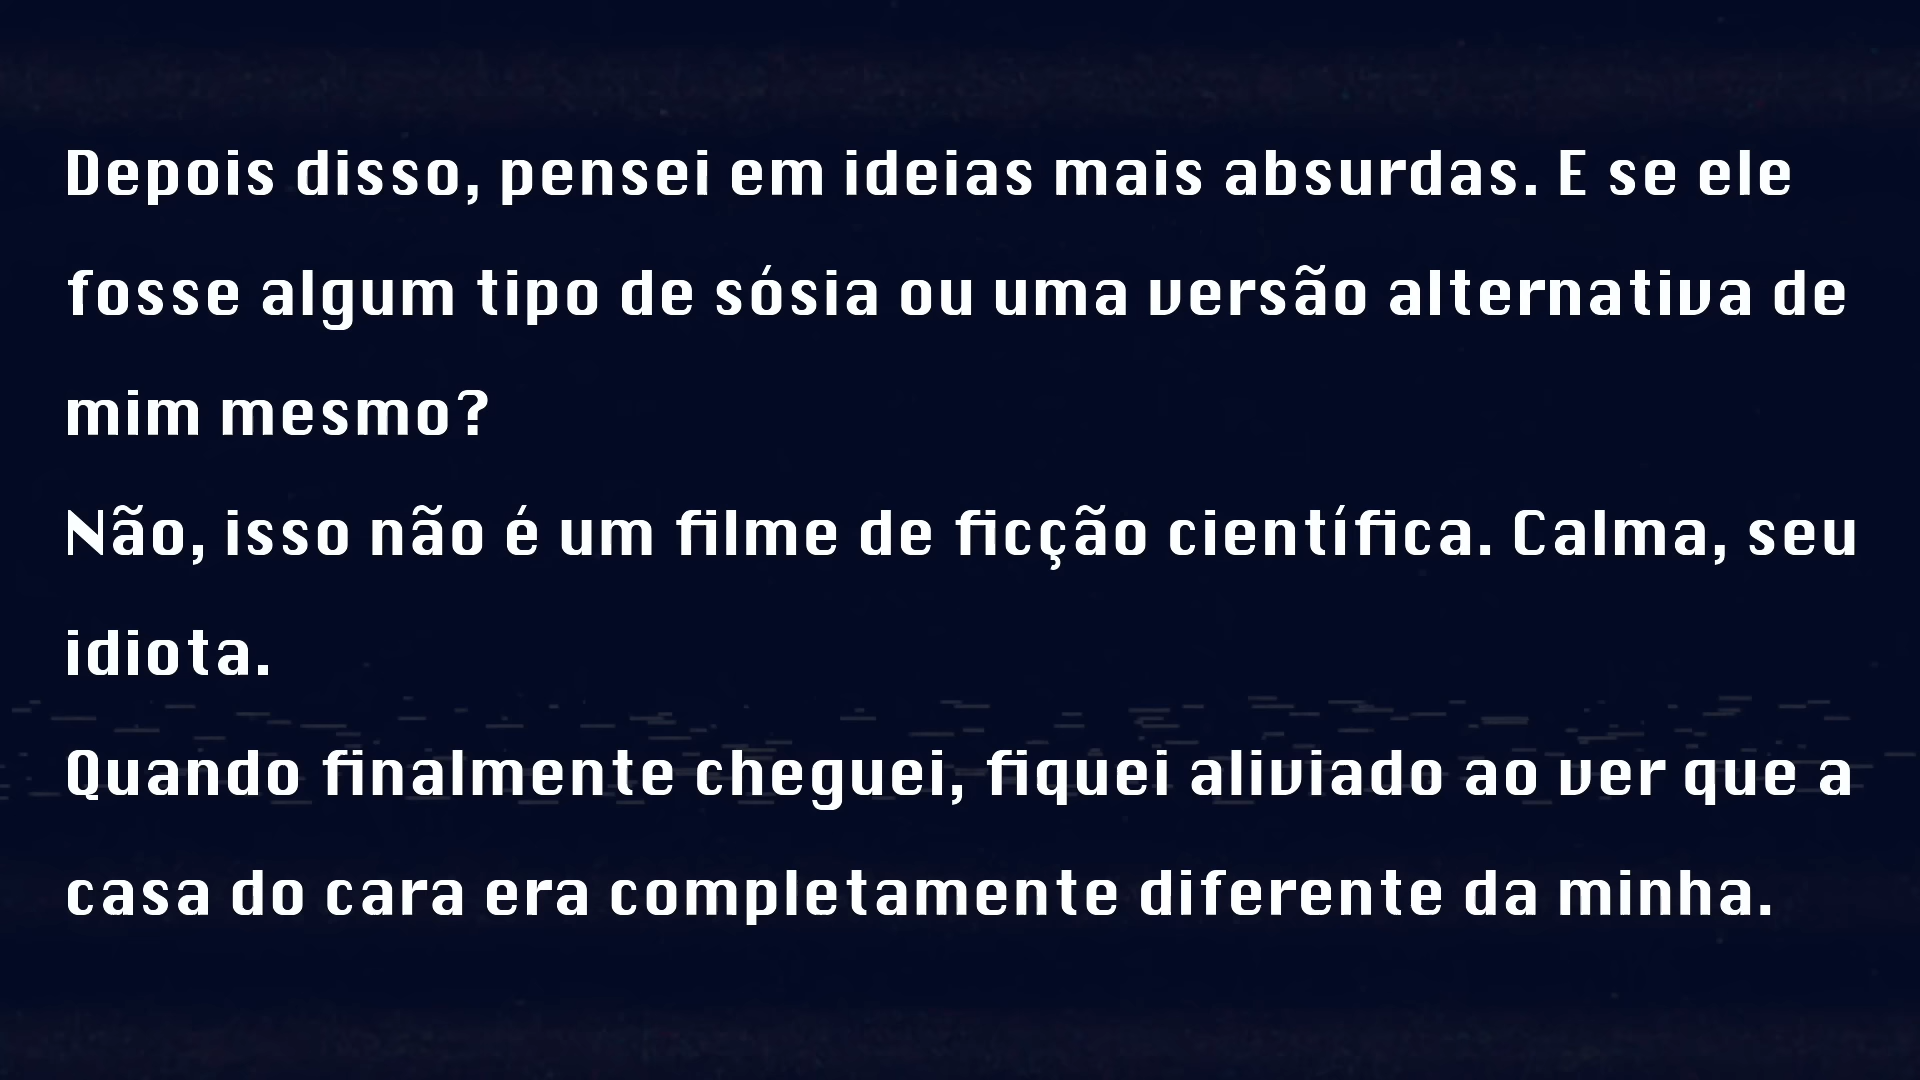 Depois disso, pensei em ideias mais absurdas. E se ele
fosse algum tipo de sósia ou uma versão alternativa de
mim mesmo?
Não, isso não é um filme de ficção científica. Calma, seu
idiota.
Quando finalmente cheguei, fiquei aliviado ao ver que a
casa do cara era completamente diferente da minha.